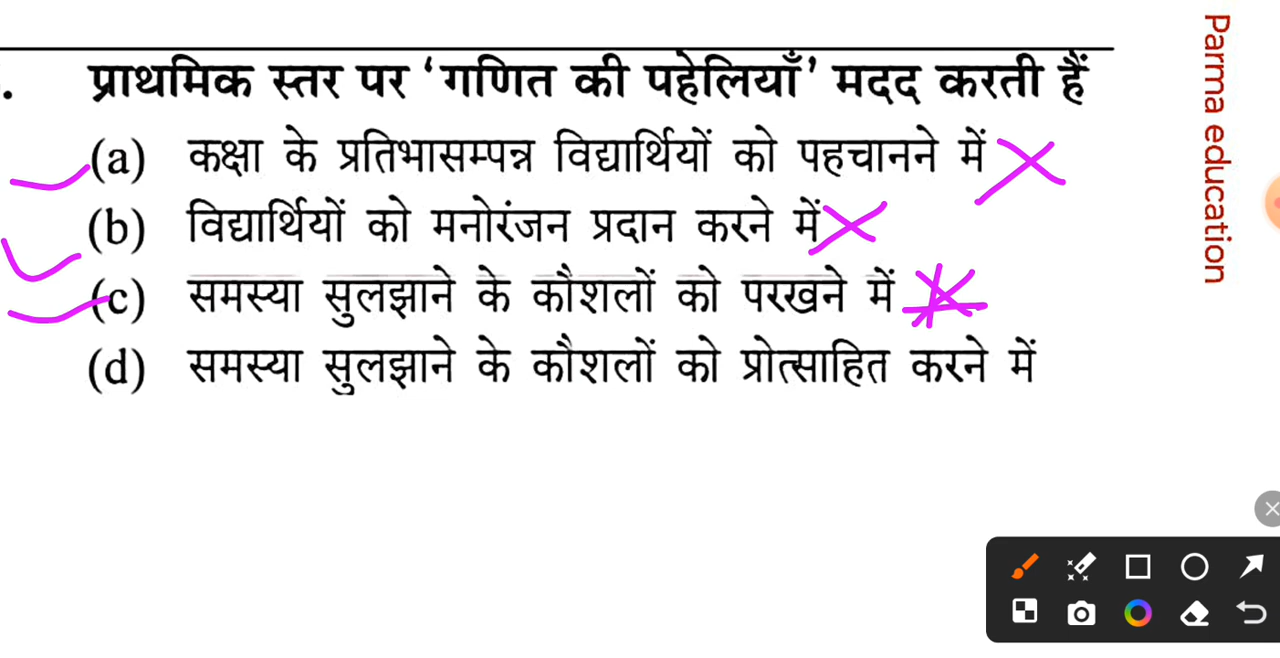 . प्राथमिक स्तर पर ‘गणित की पहेलियाँ’ मदद करती हैं
(a) कक्षा के प्रतिभासम्पन्न विद्यार्थियों को पहचानने में
(b) विद्यार्थियों को मनोरंजन प्रदान करने में
(c) समस्या सुलझाने के कौशलों को परखने में
(d) समस्या सुलझाने के कौशलों को प्रोत्साहित करने में
Parma education